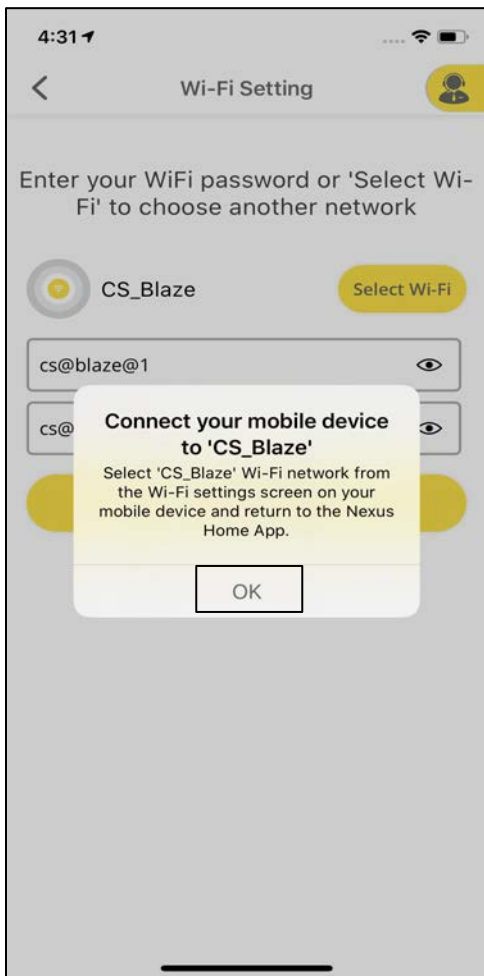 4:31
Wi-Fi Setting
Enter your WiFi password or 'Select Wi-
Fi' to choose another network
CS_Blaze
Select Wi-Fi
cs@blaze@1
cs@
Connect your mobile device
to 'CS_Blaze'
Select 'CS_Blaze' Wi-Fi network from
the Wi-Fi settings screen on your
mobile device and return to the Nexus
Home App.
OK